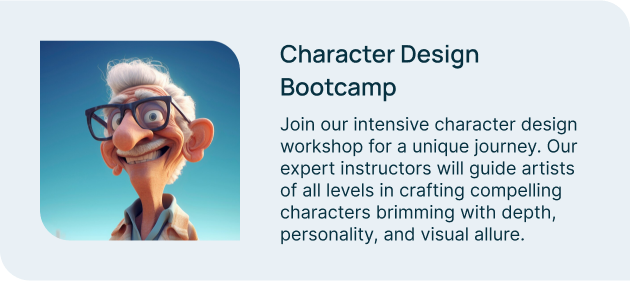 Character Design
Bootcamp
Join our intensive character design
workshop for a unique journey. Our
expert instructors will guide artists
of all levels in crafting compelling
characters brimming with depth,
personality, and visual allure.